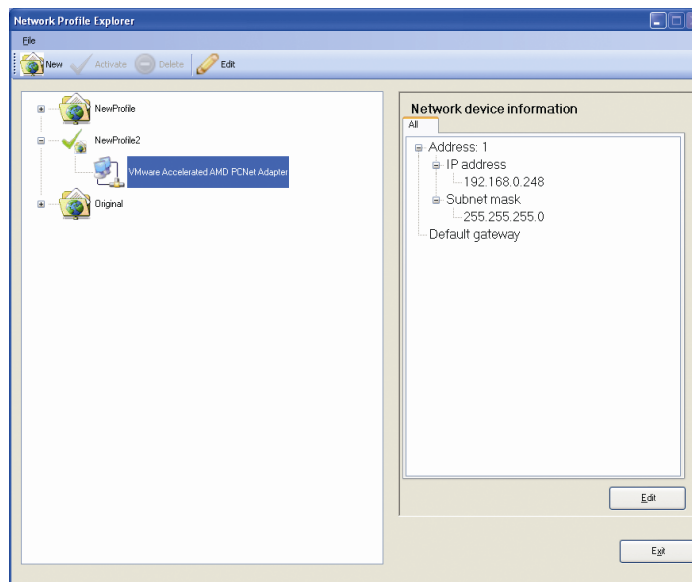 Network Profile Explorer
File
New Activate Delete Edit
NewProfile
NewProfile2
VMware Accelerated AMD PCNet Adapter
Original
Network device information
All
Address: 1
IP address
192.168.0.248
Subnet mask
255.255.255.0
Default gateway
Edit
Exit